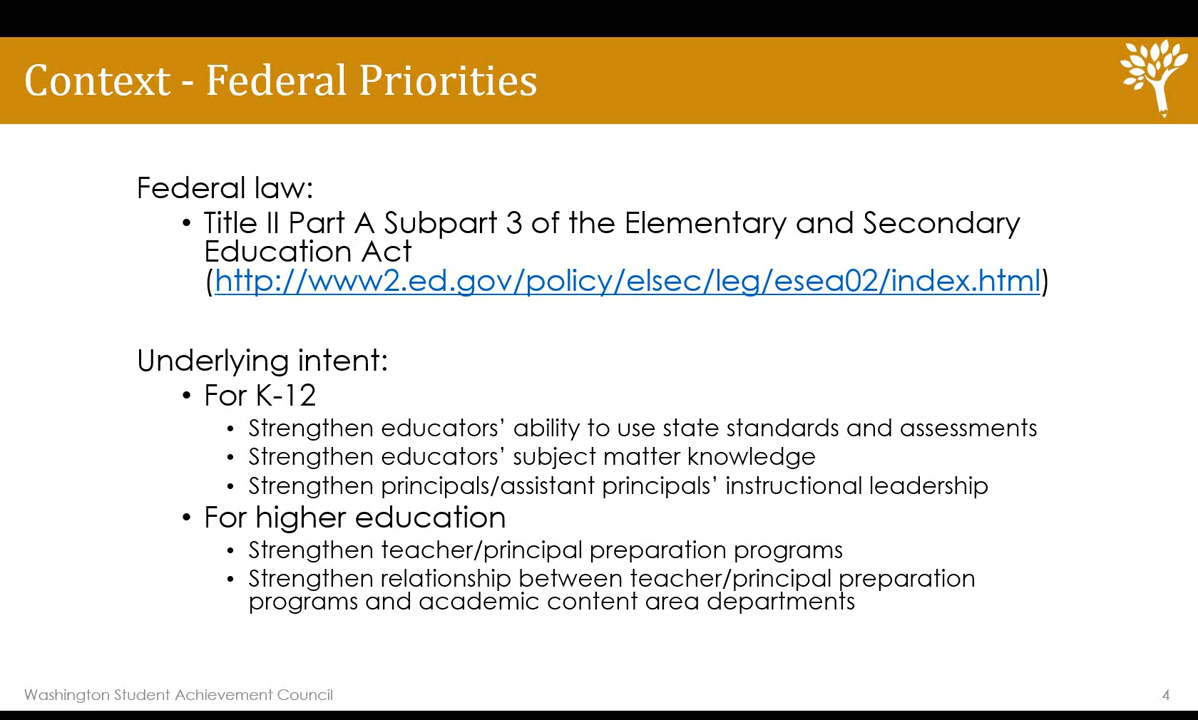 Context - Federal Priorities
Federal law:
• Title II Part A Subpart 3 of the Elementary and Secondary
Education Act
(http://www2.ed.gov/policy/elsec/leg/esea02/index.html)
Underlying intent:
• For K-12
• Strengthen educators’ ability to use state standards and assessments
• Strengthen educators’ subject matter knowledge
• Strengthen principals/assistant principals’ instructional leadership
• For higher education
• Strengthen teacher/principal preparation programs
• Strengthen relationship between teacher/principal preparation
programs and academic content area departments
Washington Student Achievement Council
4